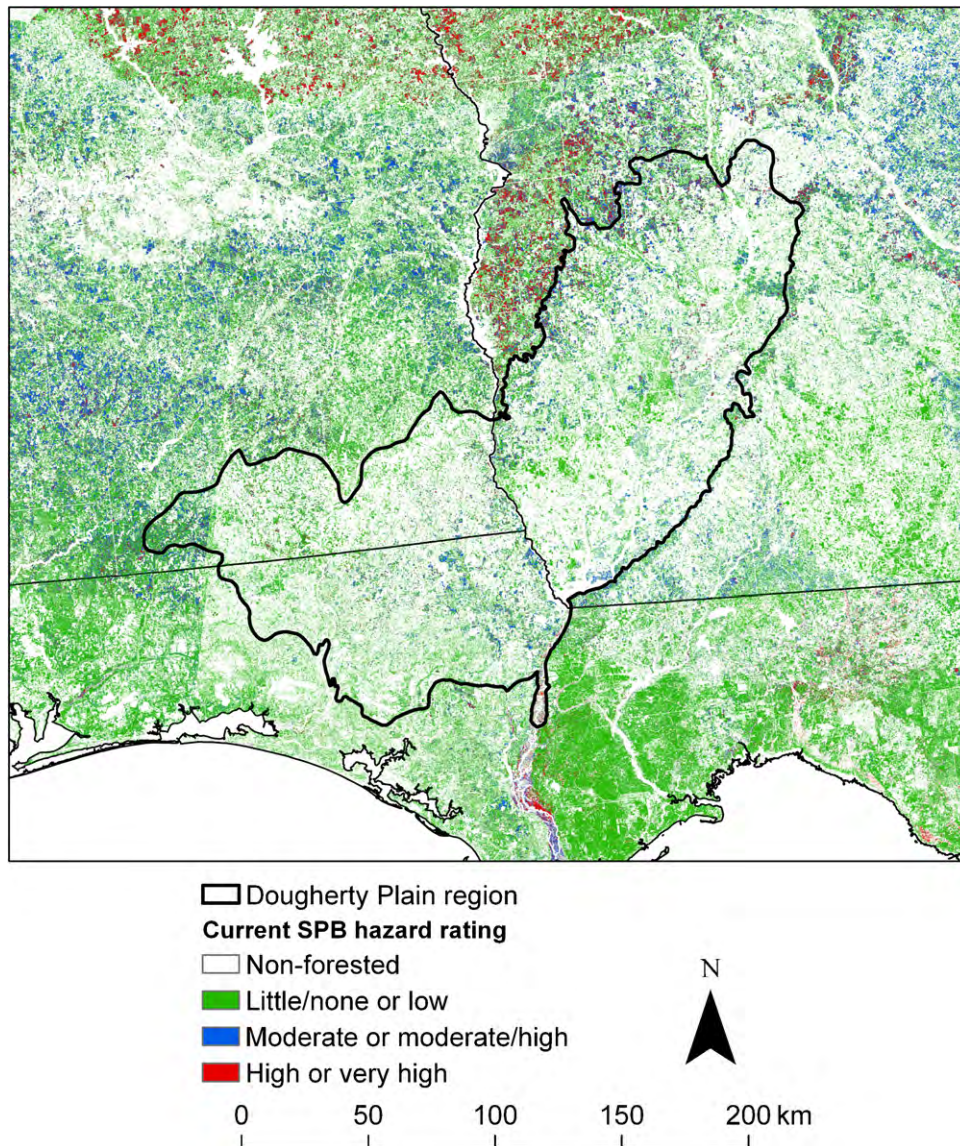 Dougherty Plain region
Current SPB hazard rating
Non-forested
Little/none or low
Moderate or moderate/high
High or very high
N
0 50 100 150 200 km